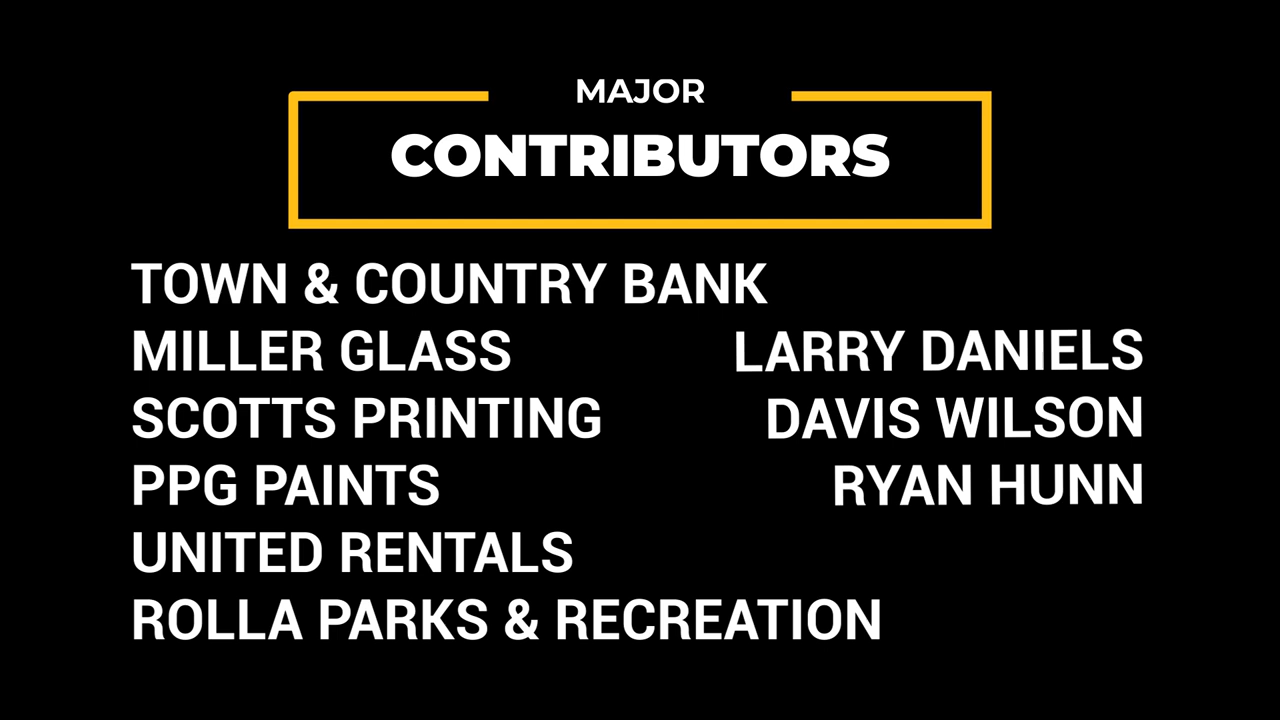 MAJOR
CONTRIBUTORS
TOWN & COUNTRY BANK
MILLER GLASS
SCOTTS PRINTING
PPG PAINTS
UNITED RENTALS
ROLLA PARKS & RECREATION
LARRY DANIELS
DAVIS WILSON
RYAN HUNN